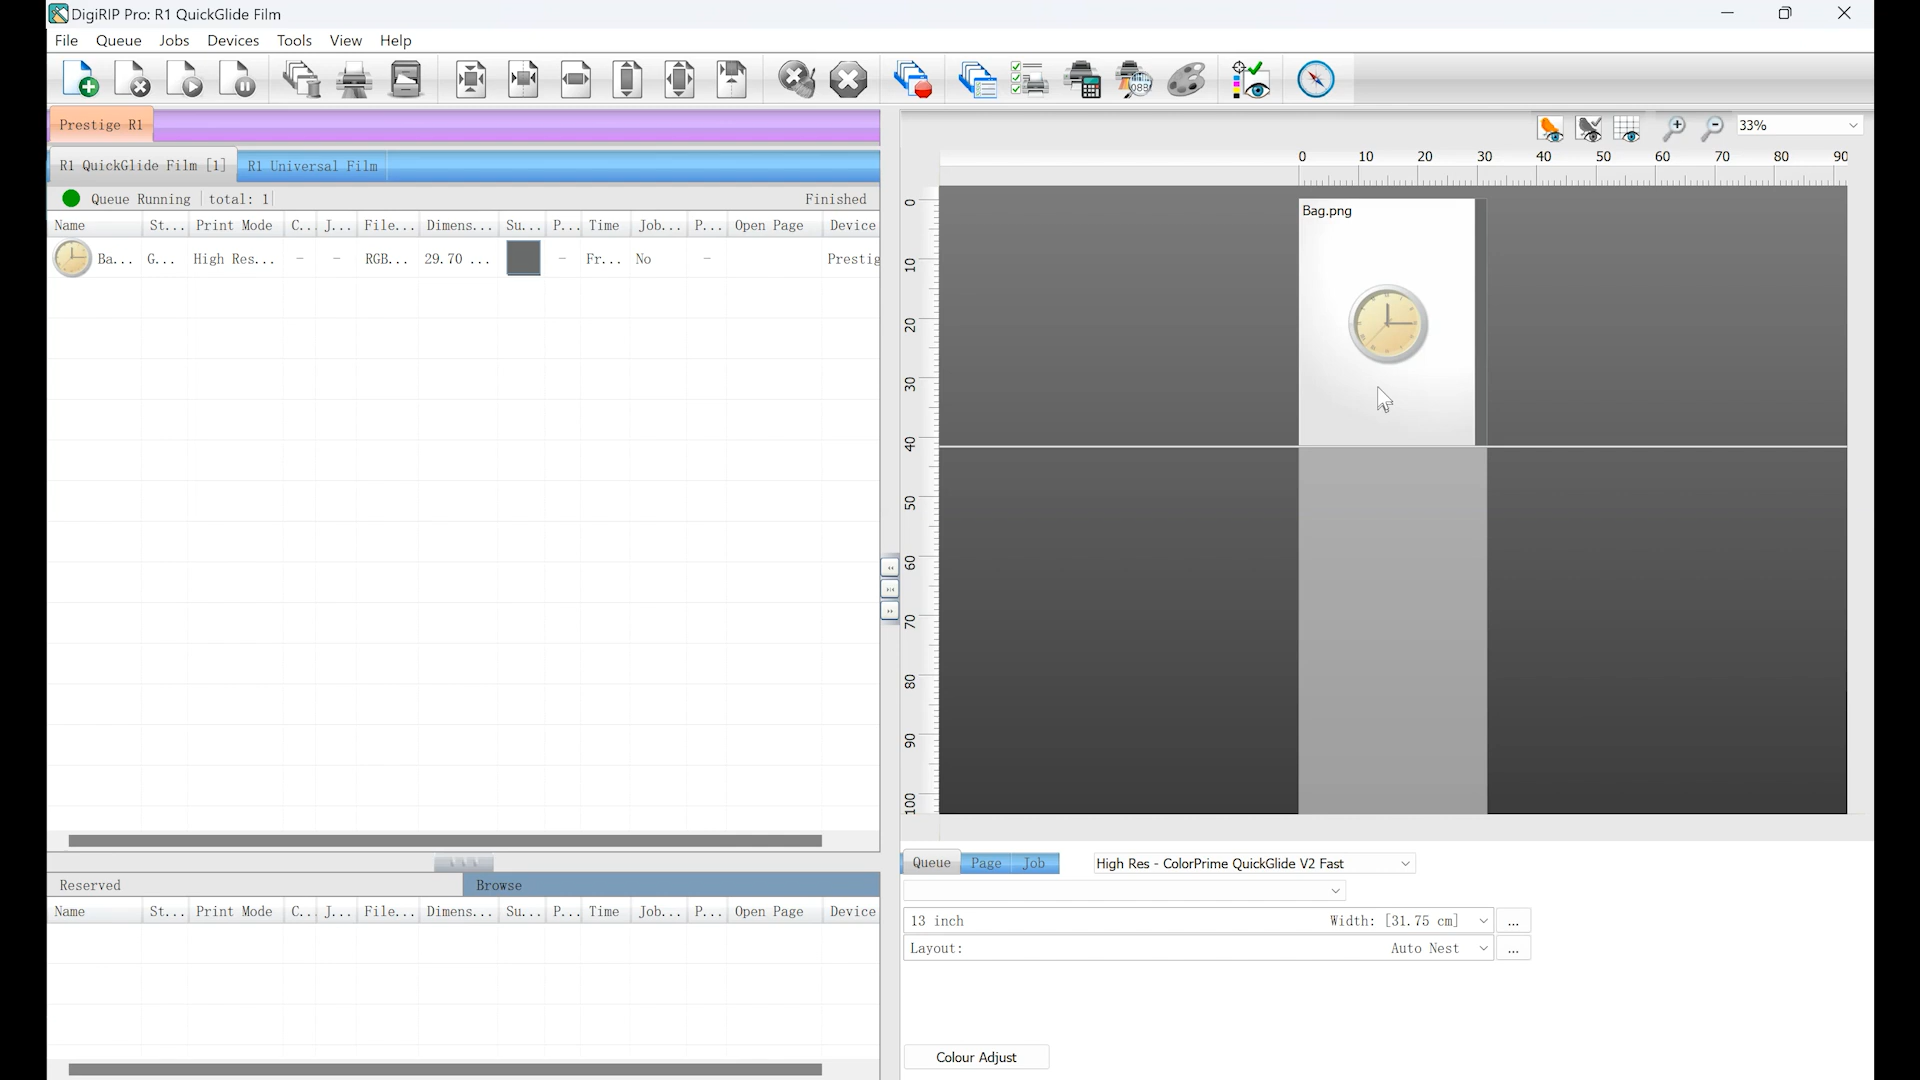 DigiRIP Pro: R1 QuickGlide Film
File Queue Jobs Devices Tools View Help
Prestige R1
33%
R1 QuickGlide Film [1] R1 Universal Film
0 10 20 30 40 50 60 70 80 90
Queue Running total: 1 Finished
Name St... Print Mode C... J... File... Dimens... Su... P... Time Job... P... Open Page Device
Ba... G... High Res... - - RGB... 29.70 ... - Fr... No - Prestig
Bag.png
0
10
20
30
40
50
60
70
80
90
100
Queue Page Job High Res - ColorPrime QuickGlide V2 Fast
Reserved Browse
Name St... Print Mode C... J... File... Dimens... Su... P... Time Job... P... Open Page Device
13 inch Width: [31.75 cm] ...
Layout: Auto Nest ...
Colour Adjust